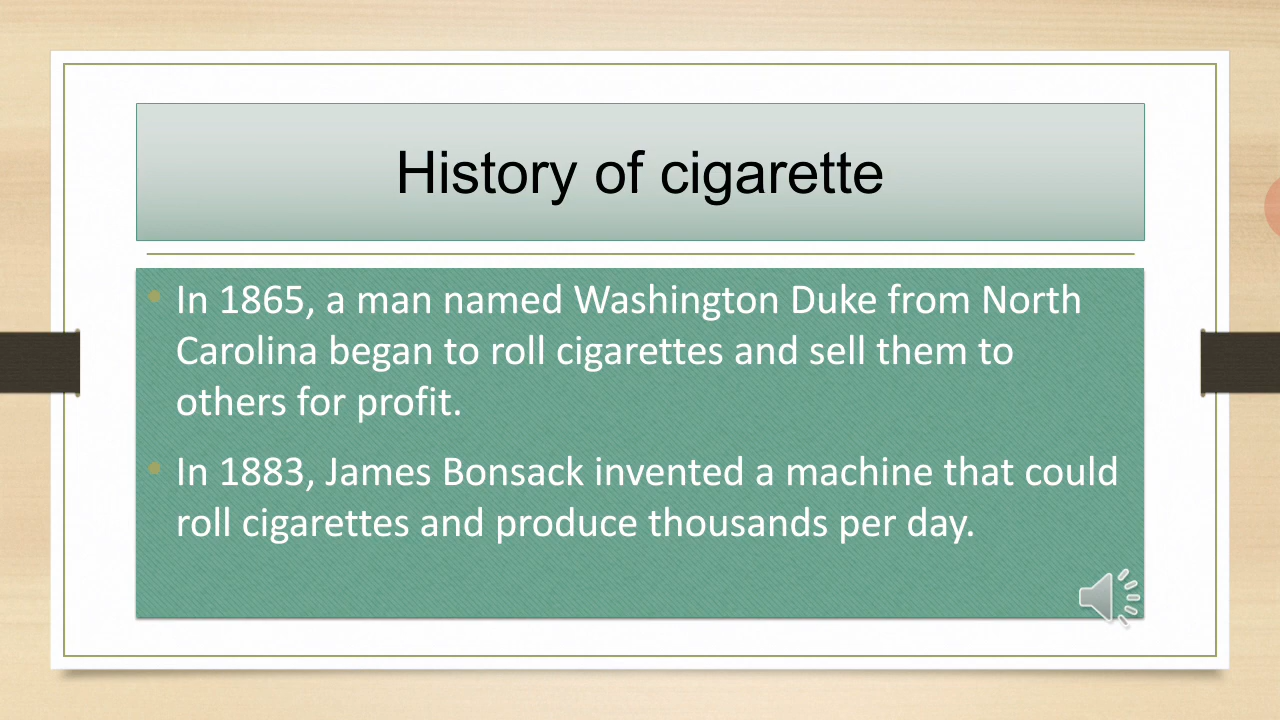 History of cigarette
• In 1865, a man named Washington Duke from North
Carolina began to roll cigarettes and sell them to
others for profit.
• In 1883, James Bonsack invented a machine that could
roll cigarettes and produce thousands per day.